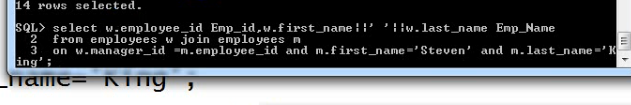 14 rows selected.
SQL> select w.employee_id Emp_id,w.first_name||' '||w.last_name Emp_Name
2 from employees w join employees m
3 on w.manager_id =m.employee_id and m.first_name='Steven' and m.last_name='K
ing';
_name='King';